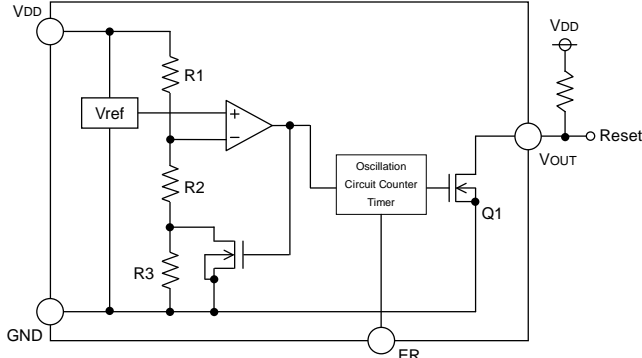 VDD
VDD
R1
Vref
+
−
Reset
VOUT
Oscillation
Circuit Counter
Timer
R2
Q1
R3
GND
ER